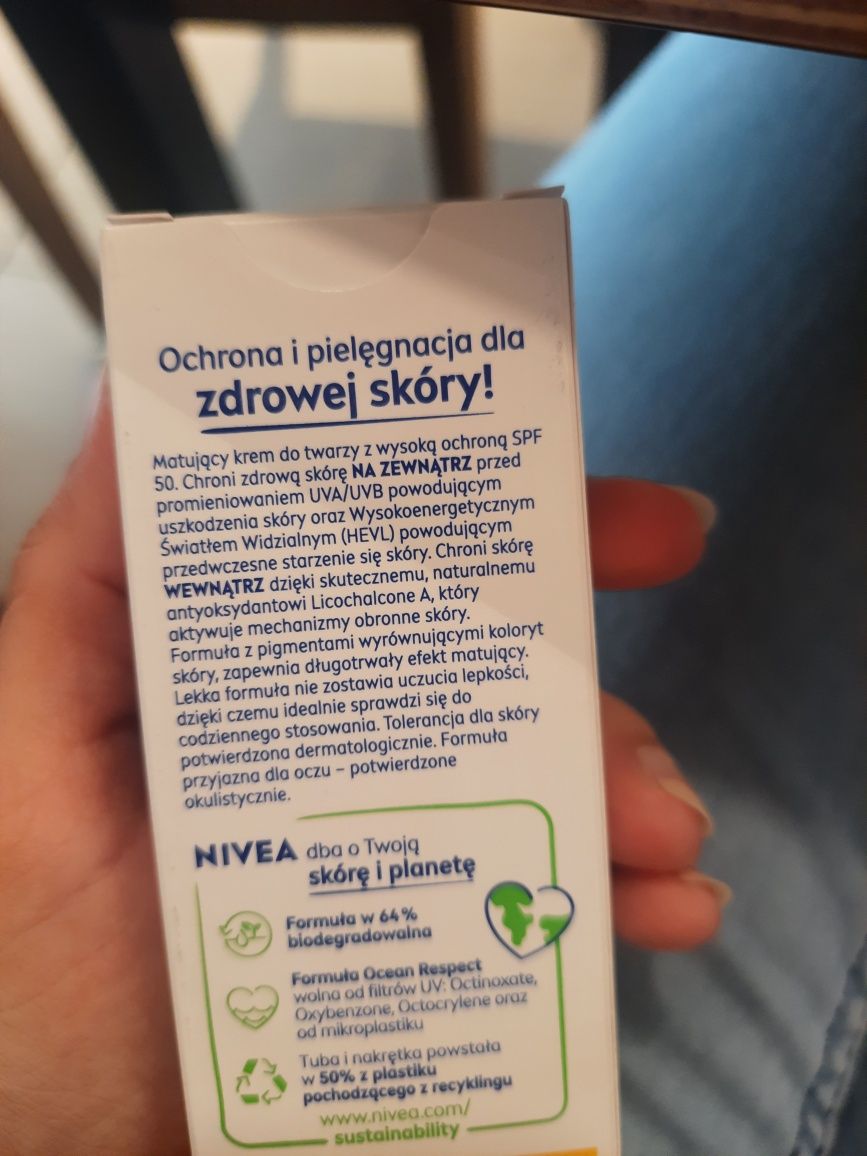 Ochrona i pielęgnacja dla
zdrowej skóry!
Matujący krem do twarzy z wysoką ochroną SPF
50. Chroni zdrową skórę NA ZEWNĄTRZ przed
promieniowaniem UVA/UVB powodującym
uszkodzenia skóry oraz Wysokoenergetycznym
Światłem Widzialnym (HEVL) powodującym
przedwczesne starzenie się skóry. Chroni skórę
WEWNĄTRZ dzięki skutecznemu, naturalnemu
antyoksydantowi Licochalcone A, który
aktywuje mechanizmy obronne skóry.
Formuła z pigmentami wyrównującymi koloryt
skóry, zapewnia długotrwały efekt matujący.
Lekka formuła nie zostawia uczucia lepkości,
dzięki czemu idealnie sprawdzi się do
codziennego stosowania. Tolerancja dla skóry
potwierdzona dermatologicznie. Formuła
przyjazna dla oczu – potwierdzone
okulistycznie.
NIVEA dba o Twoją
skórę i planetę
Formuła w 64%
biodegradowalna
Formuła Ocean Respect
wolna od filtrów UV: Octinoxate,
Oxybenzone, Octocrylene oraz
od mikroplastiku
Tuba i nakrętka powstała
w 50% z plastiku
pochodzącego z recyklingu
www.nivea.com/
sustainability